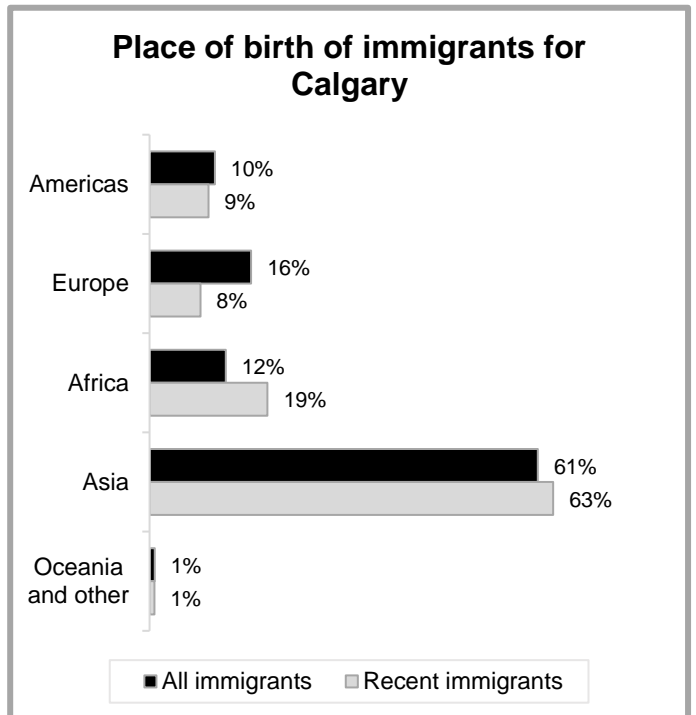 Place of birth of immigrants for
Calgary
Americas
10%
9%
Europe
16%
8%
Africa
12%
19%
Asia
61%
63%
Oceania
and other
1%
1%
All immigrants
Recent immigrants